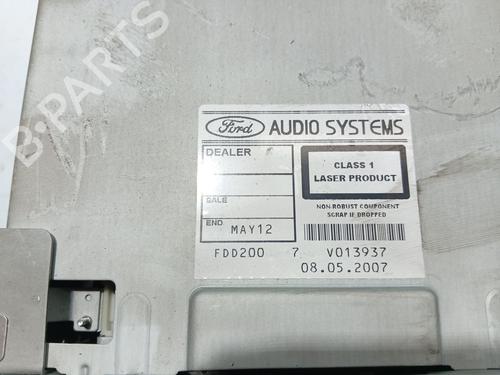 B-PARTS
Ford AUDIO SYSTEMS
DEALER
CLASS 1
LASER PRODUCT
SALE
NON-ROBUST COMPONENT
SCRAP IF DROPPED
END MAY12
FDD200 7 V013937
08.05.2007